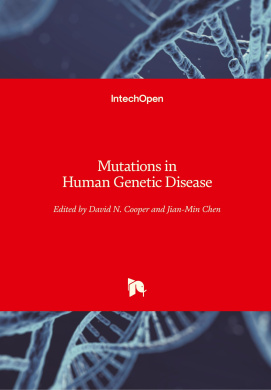 IntechOpen
Mutations in
Human Genetic Disease
Edited by David N. Cooper and Jian-Min Chen